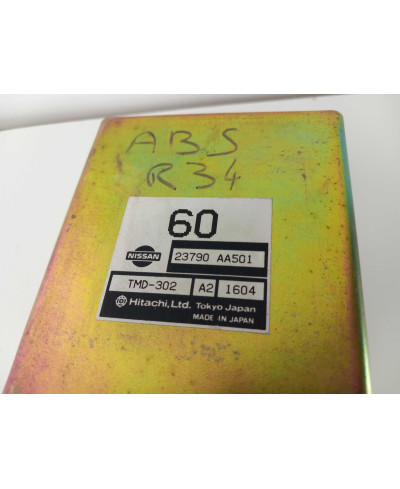 ABS
R34
60
NISSAN 23790 AA501
TMD-302 A2 1604
Hitachi, Ltd. Tokyo Japan
MADE IN JAPAN